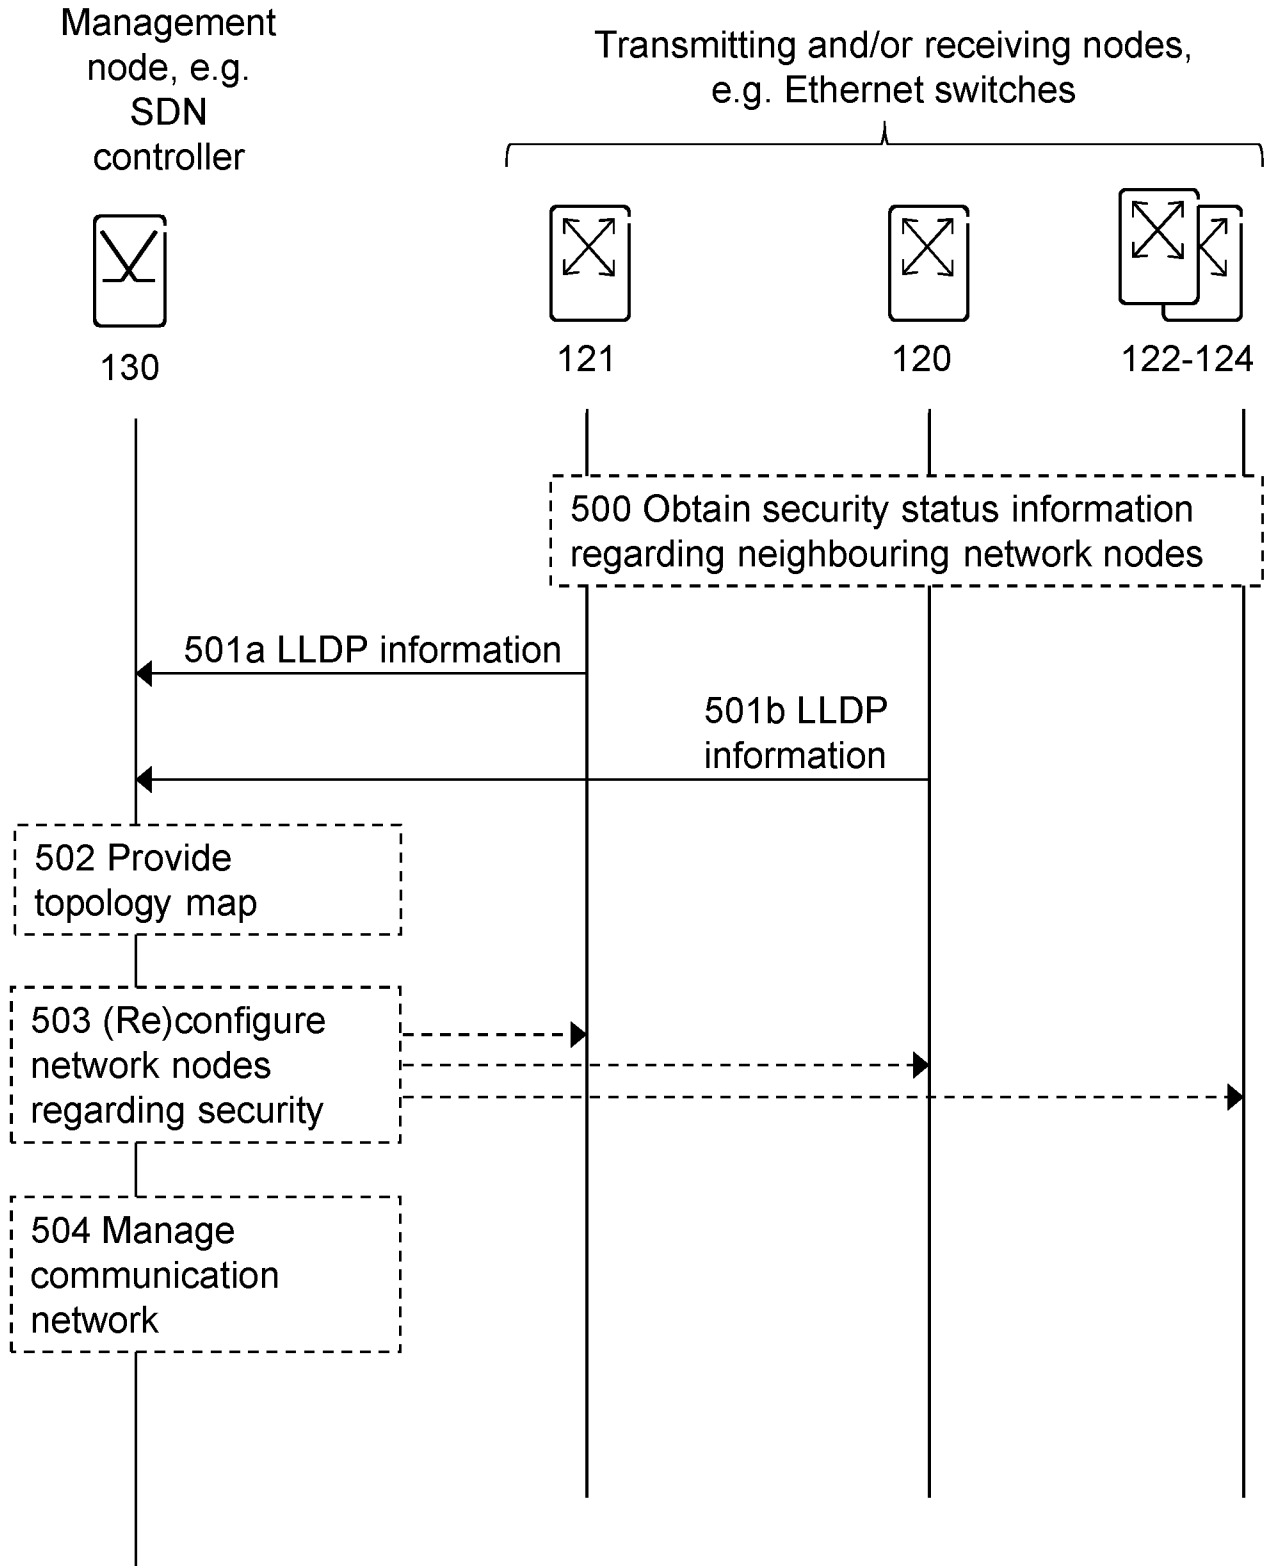 Management
node, e.g.
SDN
controller
Transmitting and/or receiving nodes,
e.g. Ethernet switches
130
121
120
122-124
500 Obtain security status information
regarding neighbouring network nodes
501a LLDP information
501b LLDP
information
502 Provide
topology map
503 (Re)configure
network nodes
regarding security
504 Manage
communication
network